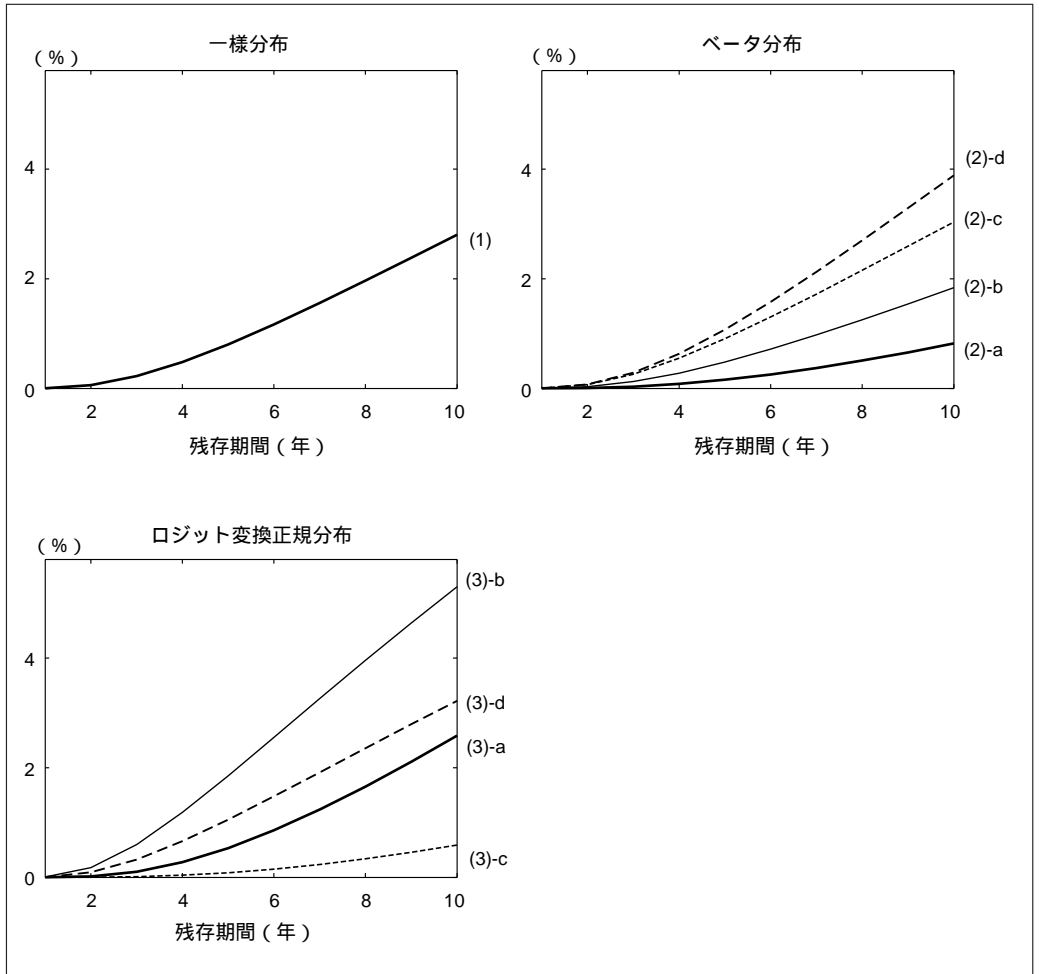 一様分布
(%)
4
2
0
2 4 6 8 10
残存期間(年)
(1)
ベータ分布
(%)
4
2
0
2 4 6 8 10
残存期間(年)
(2)-d
(2)-c
(2)-b
(2)-a
ロジット変換正規分布
(%)
4
2
0
2 4 6 8 10
残存期間(年)
(3)-b
(3)-d
(3)-a
(3)-c